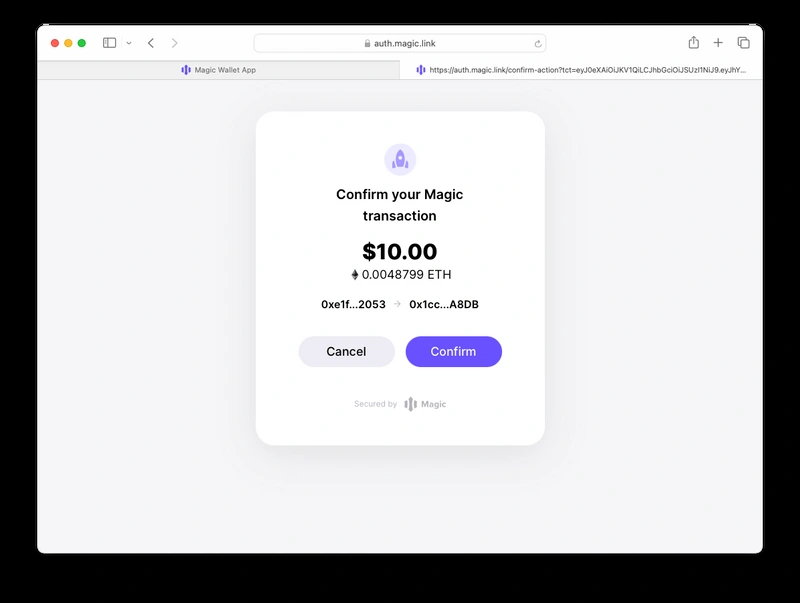 auth.magic.link
Magic Wallet App
https://auth.magic.link/confirm-action?tct=eyJ0eXAiOiJKV1QiLCJhbGciOiJSUzI1NiJ9.eyJhY...
Confirm your Magic
transaction
$10.00
0.0048799 ETH
0xe1f...2053 → 0x1cc...A8DB
Cancel Confirm
Secured by Magic